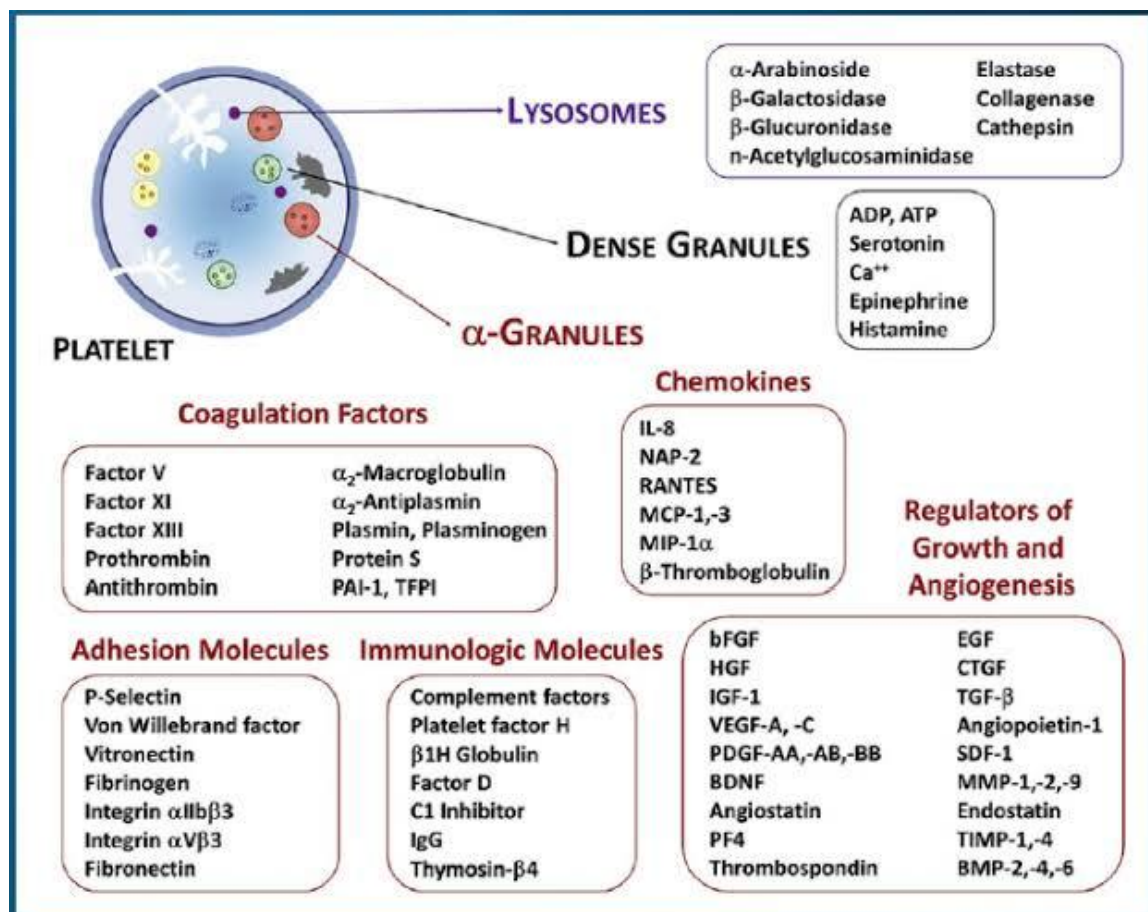 LYSOSOMES
α-Arabinoside Elastase
β-Galactosidase Collagenase
β-Glucuronidase Cathepsin
n-Acetylglucosaminidase
DENSE GRANULES
ADP, ATP
Serotonin
Ca⁺⁺
Epinephrine
Histamine
α-GRANULES
PLATELET
Coagulation Factors
Factor V α₂-Macroglobulin
Factor XI α₂-Antiplasmin
Factor XIII Plasmin, Plasminogen
Prothrombin Protein S
Antithrombin PAI-1, TFPI
Chemokines
IL-8
NAP-2
RANTES
MCP-1,-3
MIP-1α
β-Thromboglobulin
Adhesion Molecules
P-Selectin
Von Willebrand factor
Vitronectin
Fibrinogen
Integrin αIIbβ3
Integrin αVβ3
Fibronectin
Immunologic Molecules
Complement factors
Platelet factor H
β1H Globulin
Factor D
C1 Inhibitor
IgG
Thymosin-β4
Regulators of
Growth and
Angiogenesis
bFGF EGF
HGF CTGF
IGF-1 TGF-β
VEGF-A, -C Angiopoietin-1
PDGF-AA,-AB,-BB SDF-1
BDNF MMP-1,-2,-9
Angiostatin Endostatin
PF4 TIMP-1,-4
Thrombospondin BMP-2,-4,-6